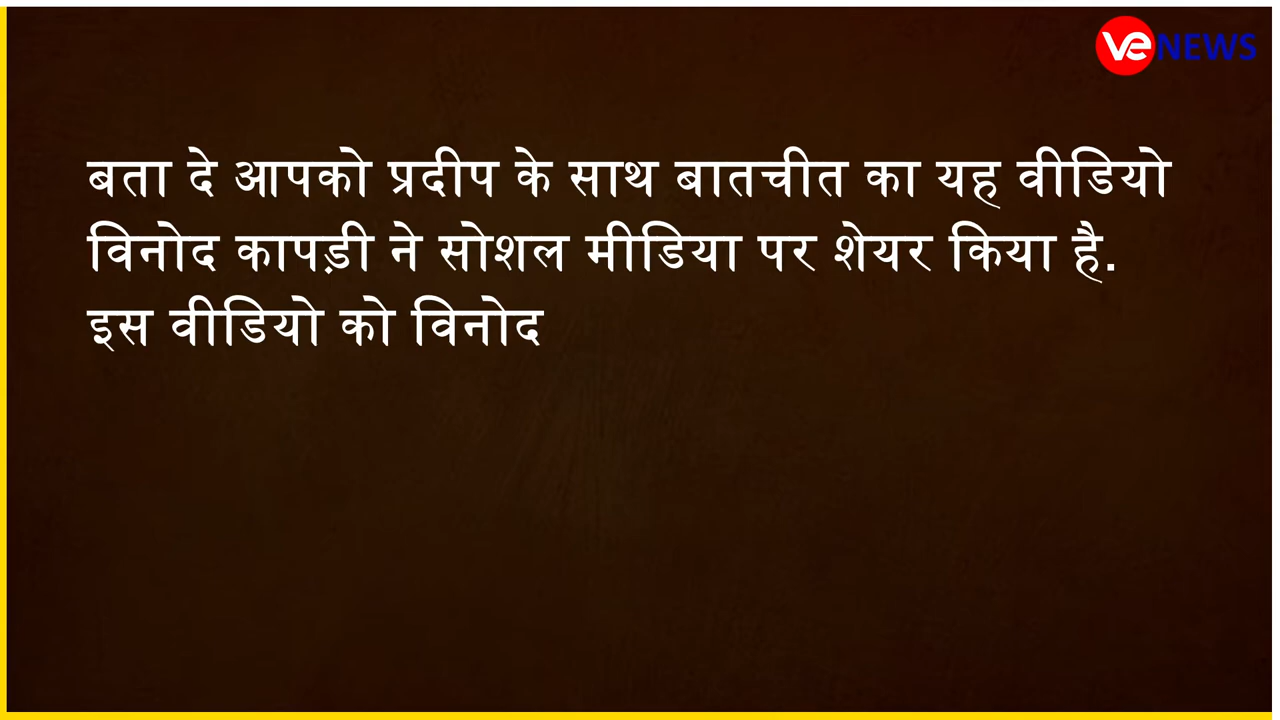 ve NEWS
बता दे आपको प्रदीप के साथ बातचीत का यह वीडियो
विनोद कापड़ी ने सोशल मीडिया पर शेयर किया है.
इस वीडियो को विनोद